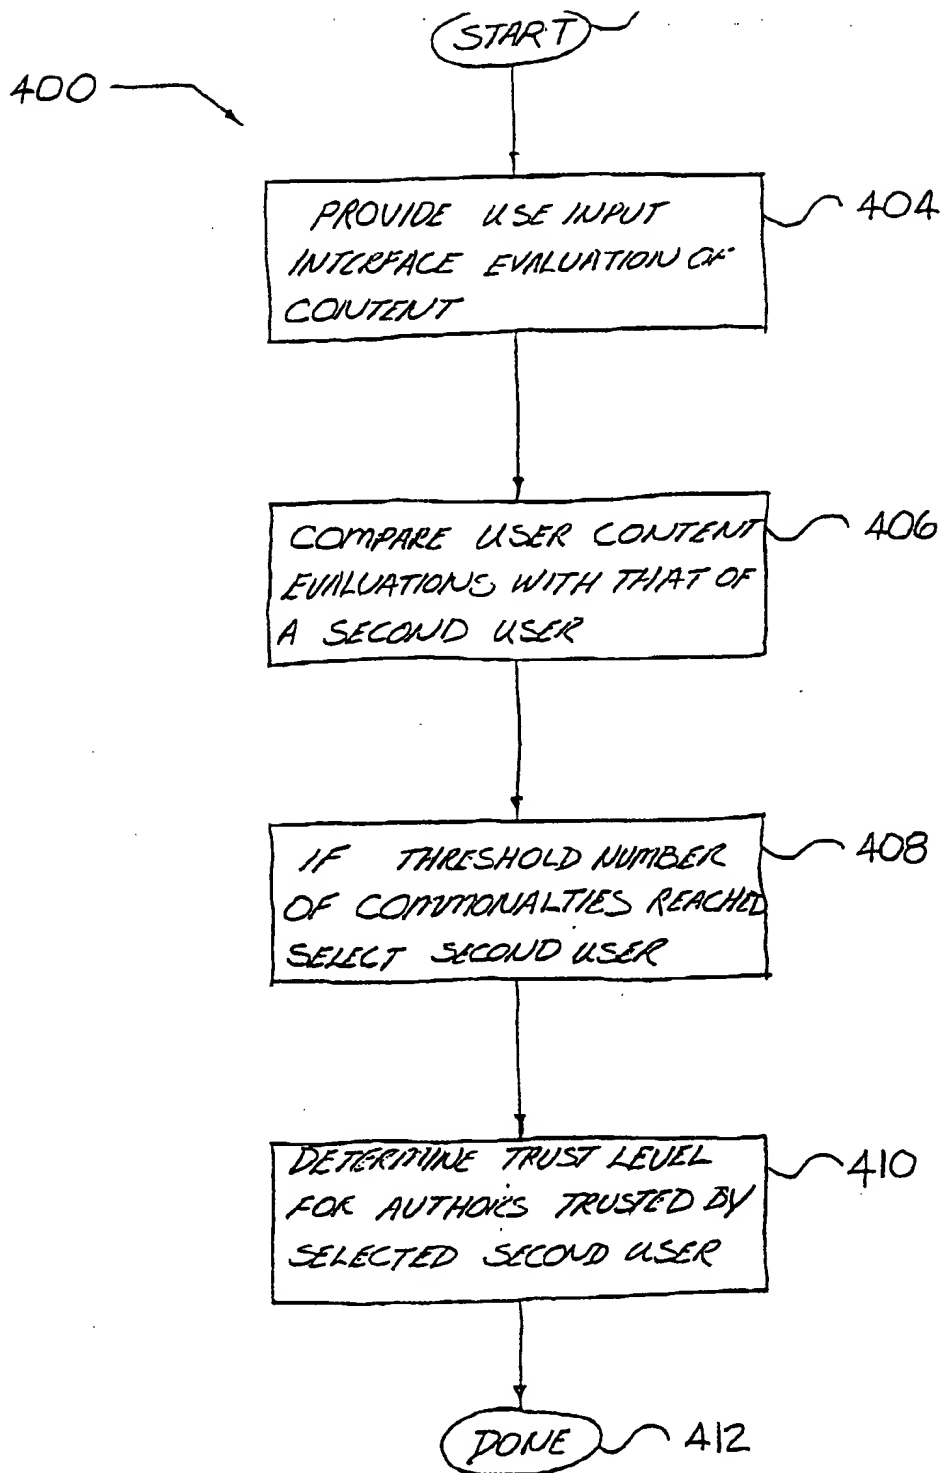 START
400
PROVIDE USE INPUT
INTERFACE EVALUATION OF
CONTENT
404
COMPARE USER CONTENT
EVALUATIONS WITH THAT OF
A SECOND USER
406
IF THRESHOLD NUMBER
OF COMMONALTIES REACHED
SELECT SECOND USER
408
DETERMINE TRUST LEVEL
FOR AUTHORS TRUSTED BY
SELECTED SECOND USER
410
DONE
412